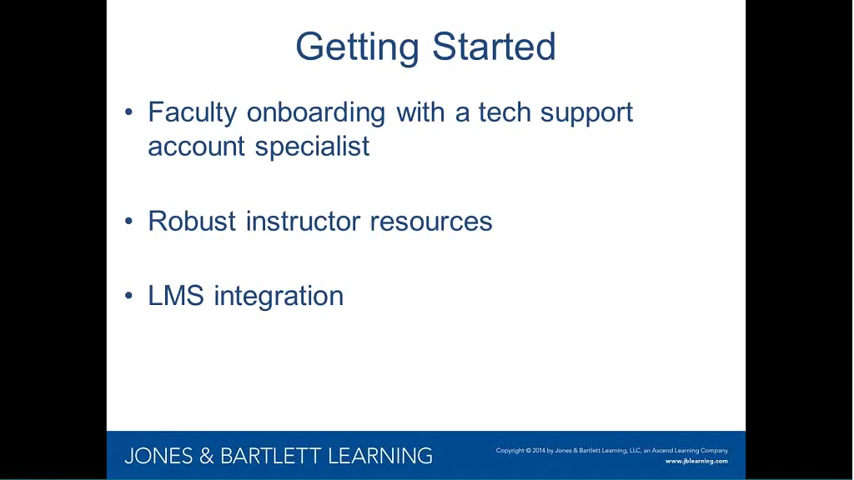 Getting Started
• Faculty onboarding with a tech support
account specialist
• Robust instructor resources
• LMS integration
JONES & BARTLETT LEARNING
Copyright © 2014 by Jones & Bartlett Learning, LLC, an Ascend Learning Company
www.jblearning.com